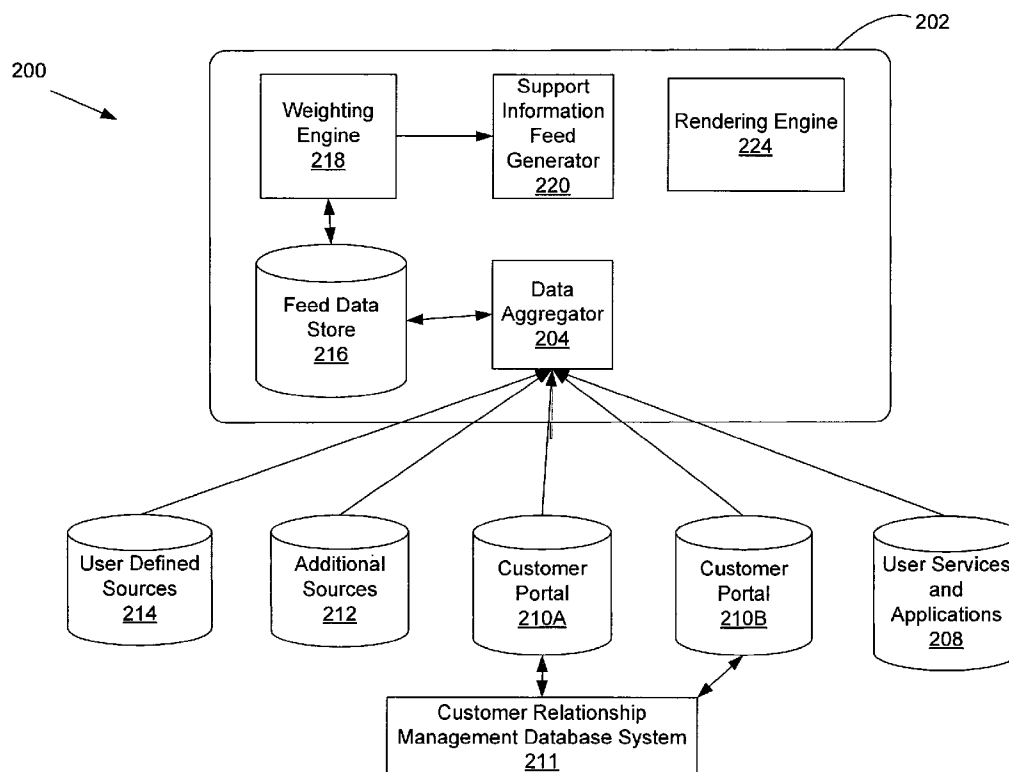 202
200
Weighting
Engine
218
Support
Information
Feed
Generator
220
Rendering Engine
224
Feed Data
Store
216
Data
Aggregator
204
User Defined
Sources
214
Additional
Sources
212
Customer
Portal
210A
Customer
Portal
210B
User Services
and
Applications
208
Customer Relationship
Management Database System
211